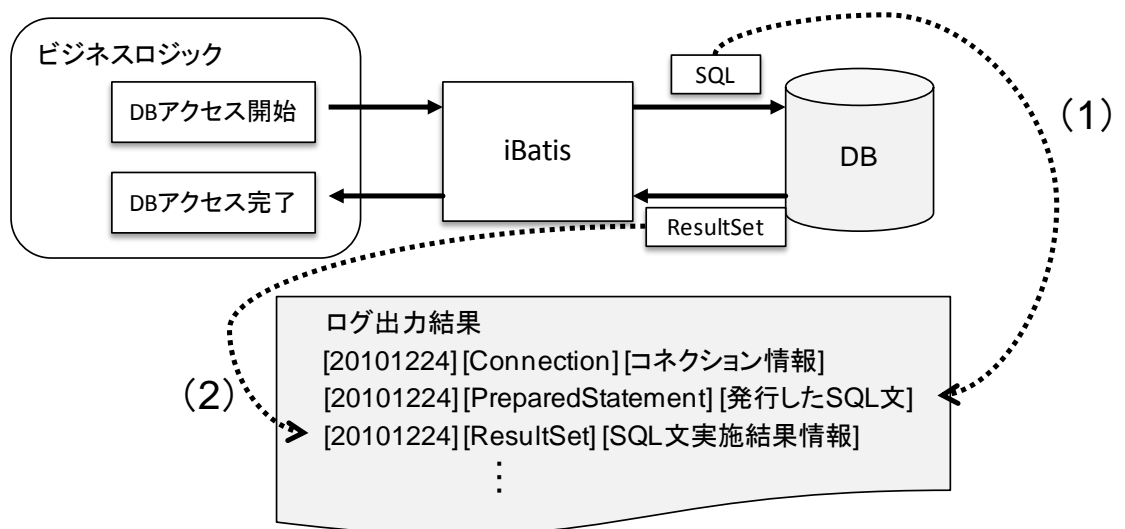 ビジネスロジック
SQL
DBアクセス開始
(1)
iBatis
DB
DBアクセス完了
ResultSet
ログ出力結果
[20101224][Connection][コネクション情報]
(2)
[20101224][PreparedStatement][発行したSQL文]
[20101224][ResultSet][SQL文実施結果情報]
⋮